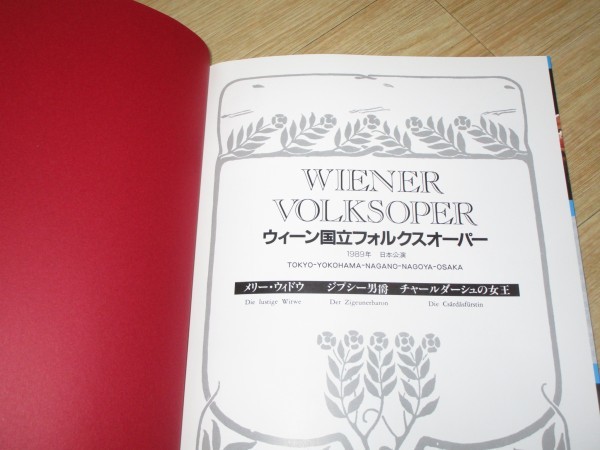 WIENER
VOLKSOPER
ウィーン国立フォルクスオーパー
1989年 日本公演
TOKYO-YOKOHAMA-NAGANO-NAGOYA-OSAKA
メリー・ウィドウ ジプシー男爵 チャールダーシュの女王
Die lustige Witwe Der Zigeunerbaron Die Csárdásfürstin